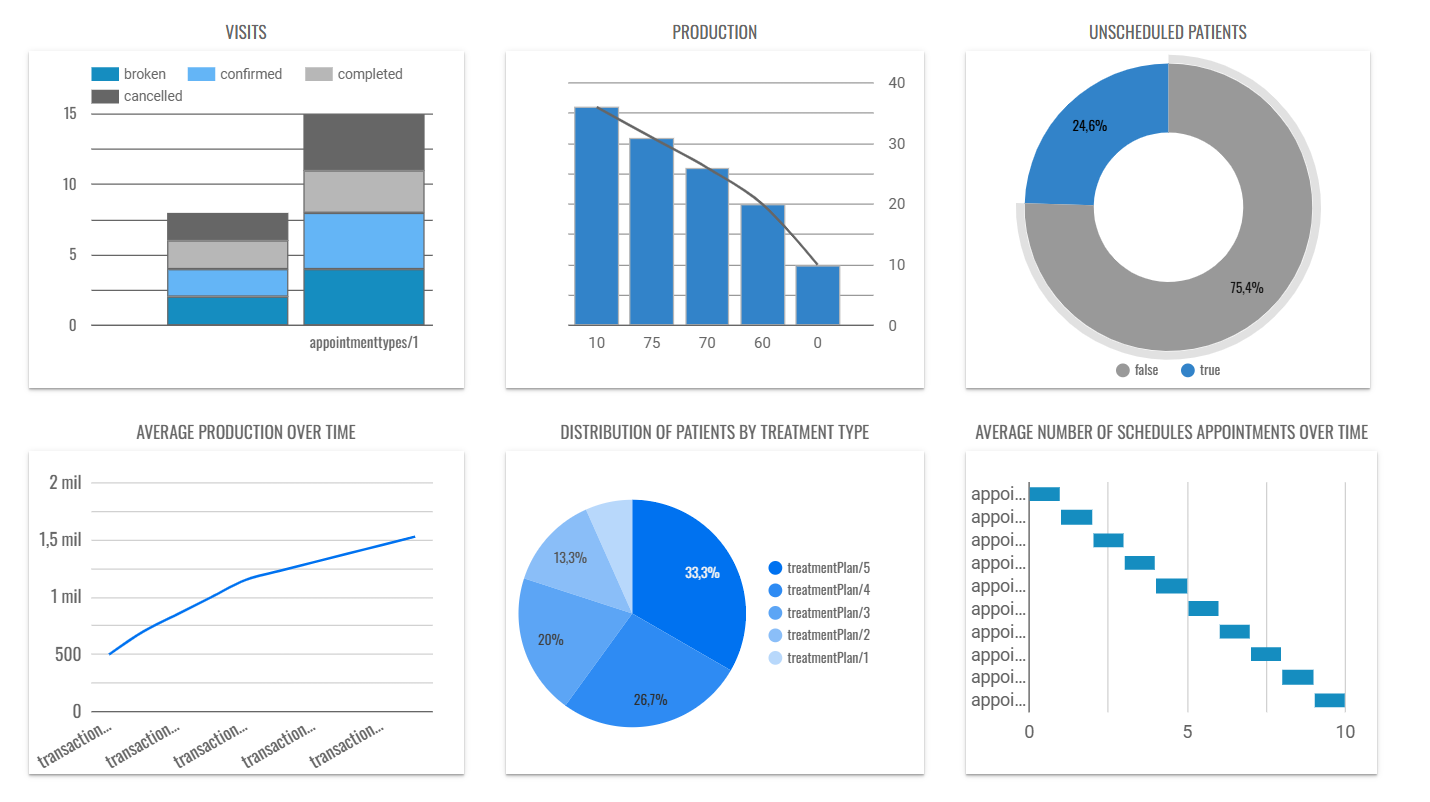 VISITS
broken confirmed completed
cancelled
15
10
5
0
appointmenttypes/1
PRODUCTION
40
30
20
10
0
10 75 70 60 0
UNSCHEDULED PATIENTS
24,6%
75,4%
false true
AVERAGE PRODUCTION OVER TIME
2 mil
1,5 mil
1 mil
500
0
transaction... transaction... transaction... transaction... transaction...
DISTRIBUTION OF PATIENTS BY TREATMENT TYPE
33,3%
26,7%
20%
13,3%
treatmentPlan/5
treatmentPlan/4
treatmentPlan/3
treatmentPlan/2
treatmentPlan/1
AVERAGE NUMBER OF SCHEDULES APPOINTMENTS OVER TIME
appoi...
appoi...
appoi...
appoi...
appoi...
appoi...
appoi...
appoi...
appoi...
appoi...
0 5 10